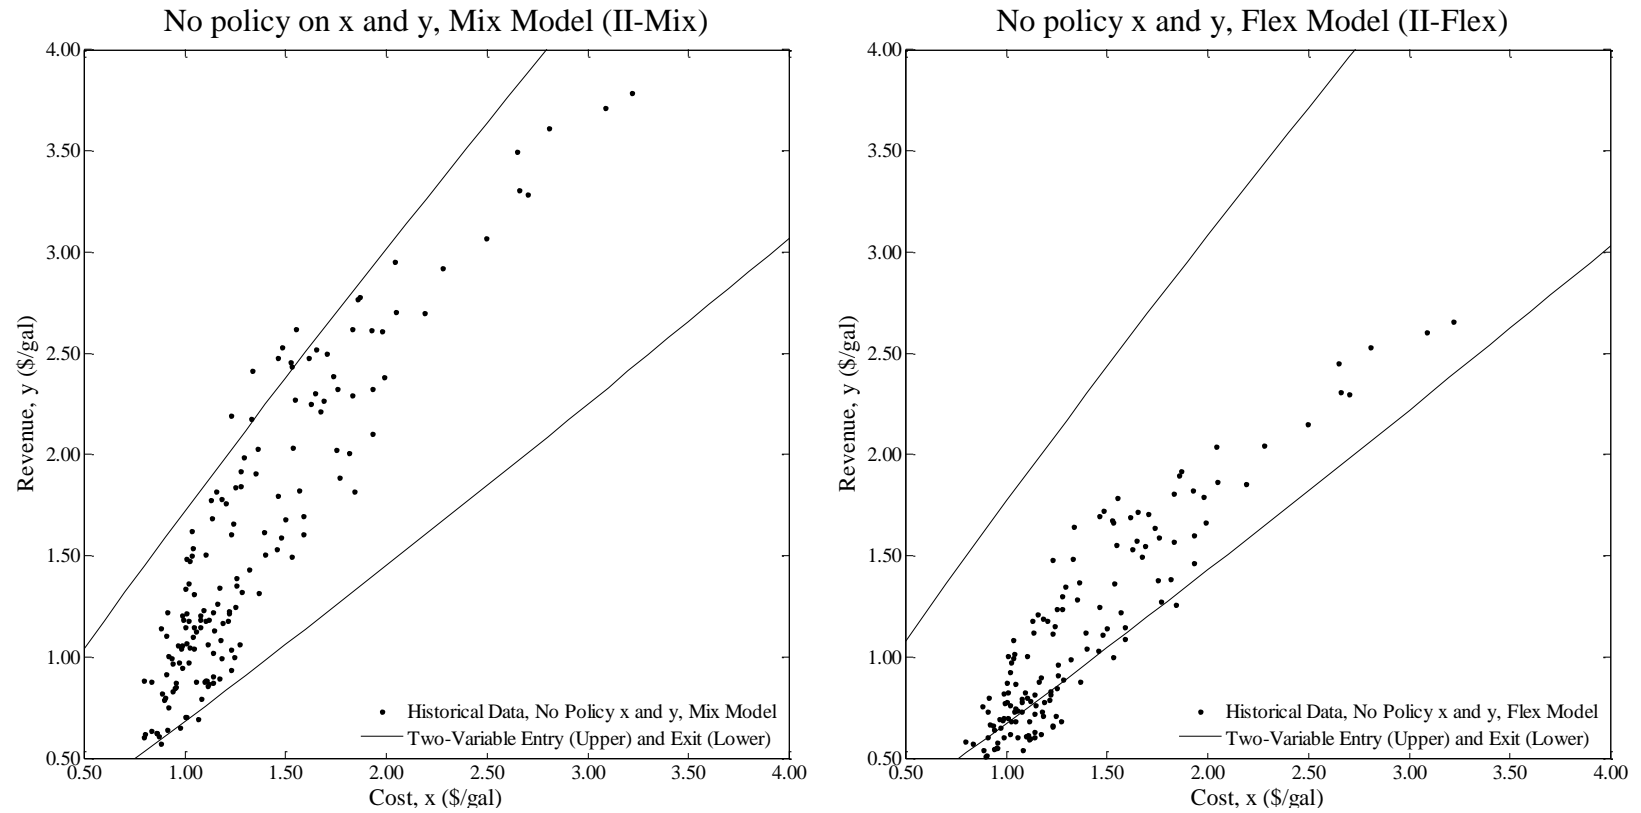 No policy on x and y, Mix Model (II-Mix)
4.00
3.50
3.00
2.50
2.00
1.50
1.00
0.50
Revenue, y ($/gal)
Historical Data, No Policy x and y, Mix Model
Two-Variable Entry (Upper) and Exit (Lower)
0.50 1.00 1.50 2.00 2.50 3.00 3.50 4.00
Cost, x ($/gal)
No policy x and y, Flex Model (II-Flex)
4.00
3.50
3.00
2.50
2.00
1.50
1.00
0.50
Revenue, y ($/gal)
Historical Data, No Policy x and y, Flex Model
Two-Variable Entry (Upper) and Exit (Lower)
0.50 1.00 1.50 2.00 2.50 3.00 3.50 4.00
Cost, x ($/gal)